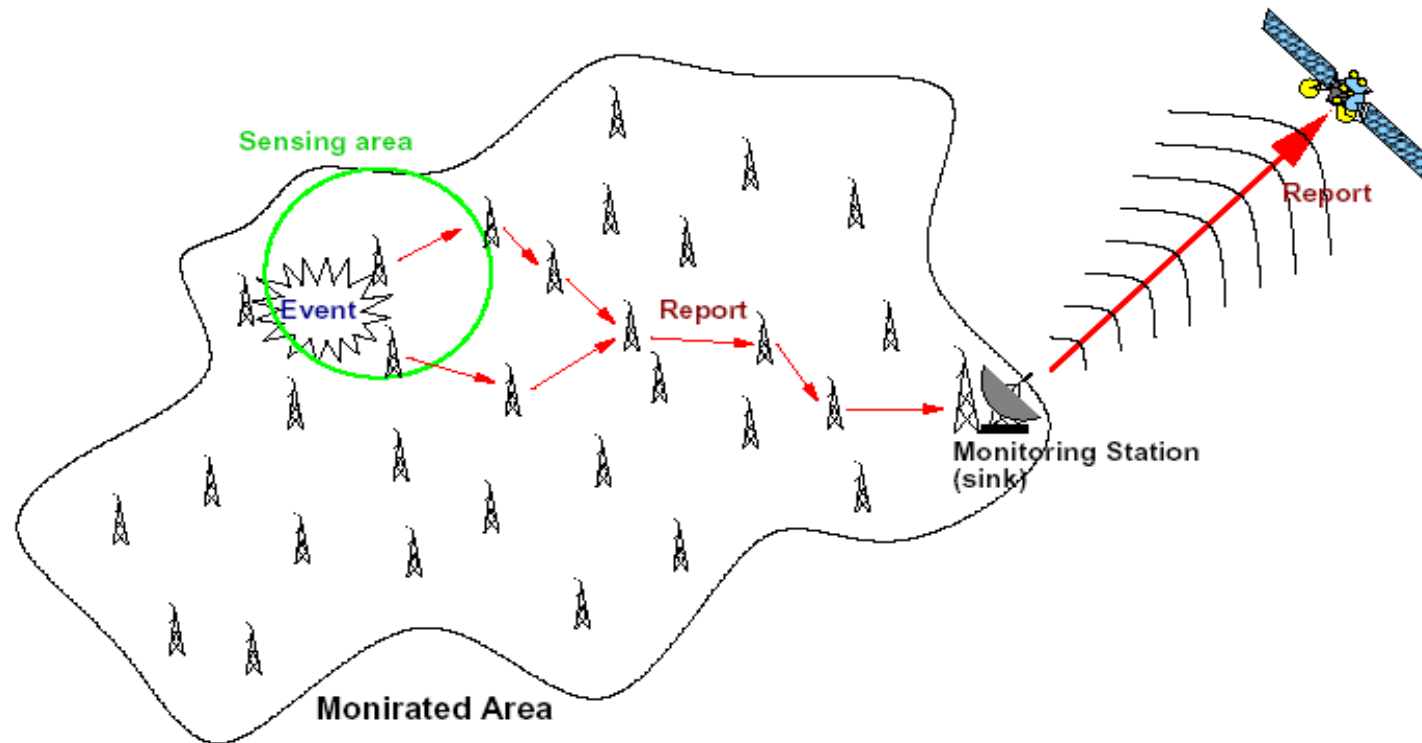 Sensing area
Report
Event
Report
Monitoring Station
(sink)
Monirated Area